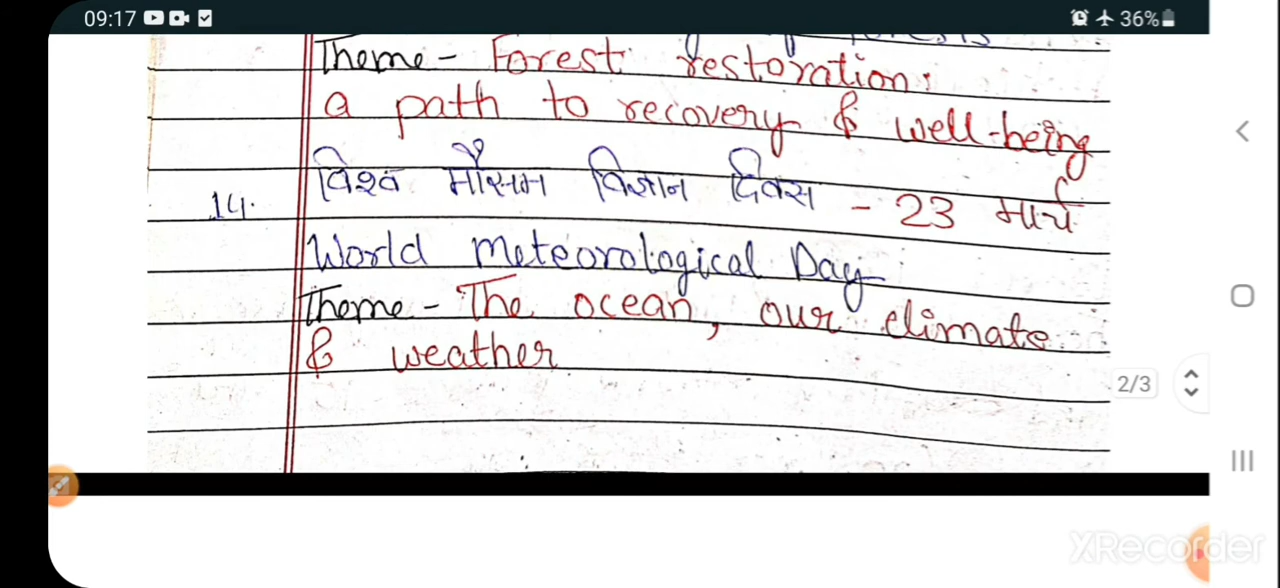 09:17
36%
Theme - Forest restoration:
a path to recovery & well-being
14. विश्व मौसम विज्ञान दिवस - 23 मार्च
World Meteorological Day
Theme - The ocean, our climate
& weather
2/3
XRecorder